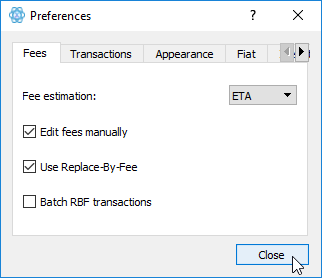 Preferences
Fees Transactions Appearance Fiat
Fee estimation: ETA
Edit fees manually
Use Replace-By-Fee
Batch RBF transactions
Close